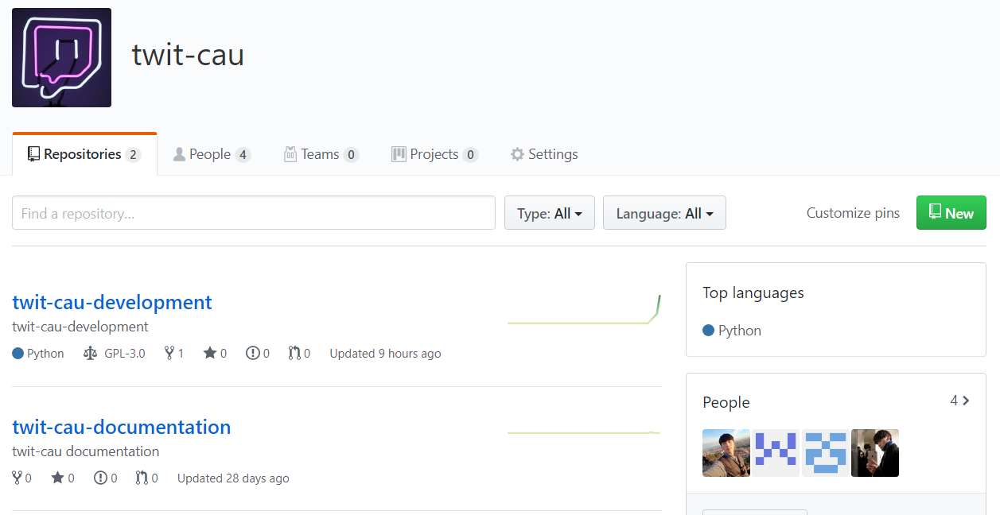 twit-cau
Repositories 2 People 4 Teams 0 Projects 0 Settings
Find a repository... Type: All Language: All Customize pins New
twit-cau-development
twit-cau-development
Python GPL-3.0 1 0 0 0 Updated 9 hours ago
twit-cau-documentation
twit-cau documentation
0 0 0 0 Updated 28 days ago
Top languages
Python
People 4